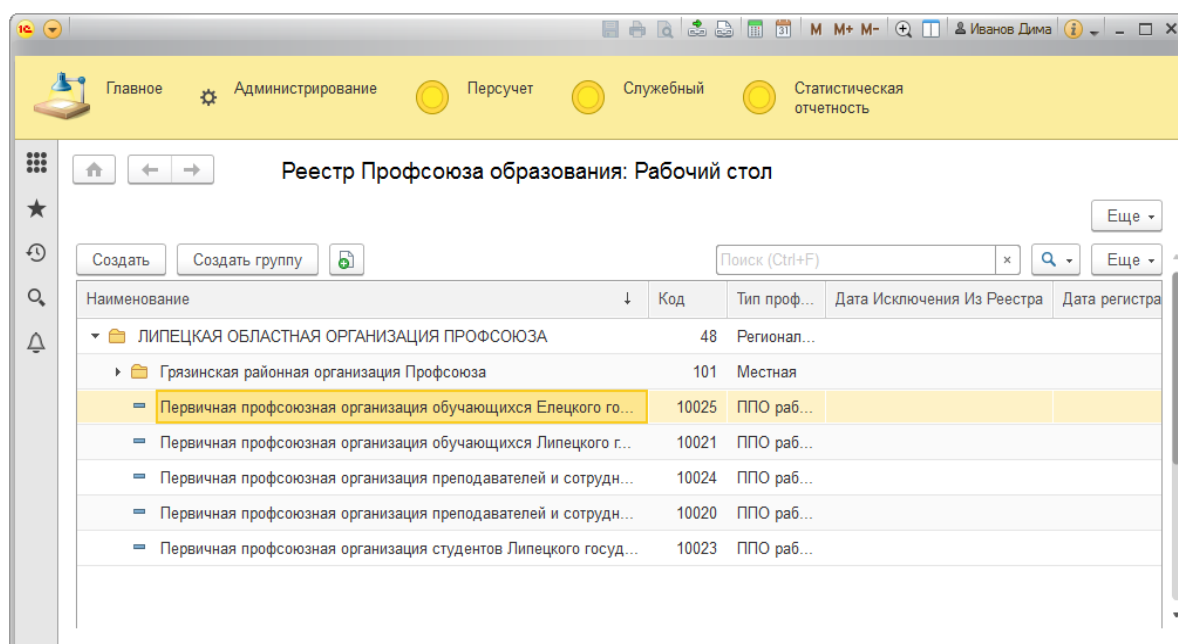 1С M M+ M- 31 Иванов Дима
Главное Администрирование Персучет Служебный Статистическая
отчетность
Реестр Профсоюза образования: Рабочий стол
Еще
Создать Создать группу Поиск (Ctrl+F) × Еще
Наименование ↓ Код Тип проф... Дата Исключения Из Реестра Дата регистра
ЛИПЕЦКАЯ ОБЛАСТНАЯ ОРГАНИЗАЦИЯ ПРОФСОЮЗА 48 Регионал...
Грязинская районная организация Профсоюза 101 Местная
Первичная профсоюзная организация обучающихся Елецкого го... 10025 ППО раб...
Первичная профсоюзная организация обучающихся Липецкого г... 10021 ППО раб...
Первичная профсоюзная организация преподавателей и сотрудн... 10024 ППО раб...
Первичная профсоюзная организация преподавателей и сотрудн... 10020 ППО раб...
Первичная профсоюзная организация студентов Липецкого госуд... 10023 ППО раб...